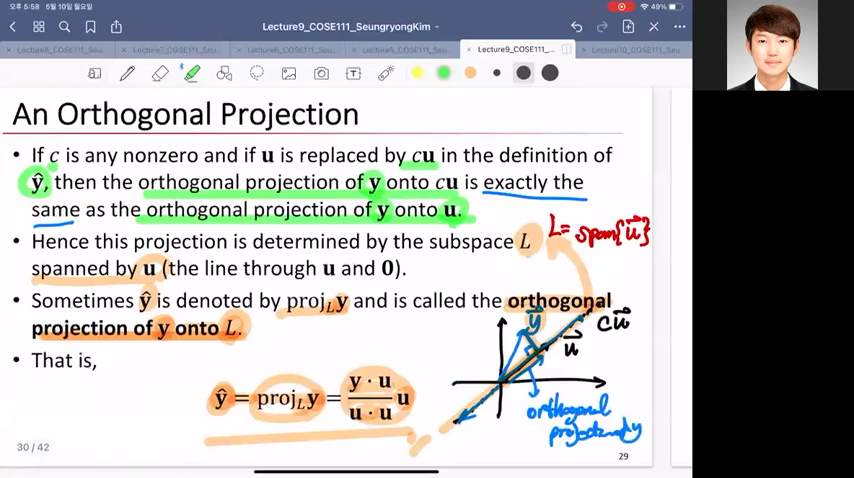 오후 5:58 5월 10일 월요일
49%
Lecture9_COSE111_SeungryongKim
Lecture8_COSE111_Seu... Lecture7_COSE111_Seu... Lecture6_COSE111_Seu... Lecture5_COSE111_Seu... Lecture9_COSE111_... Lecture10_COSE111_Seu...
An Orthogonal Projection
• If c is any nonzero and if u is replaced by cu in the definition of
ŷ, then the orthogonal projection of y onto cu is exactly the
same as the orthogonal projection of y onto u.
L = span{u⃗}
• Hence this projection is determined by the subspace L
spanned by u (the line through u and 0).
• Sometimes ŷ is denoted by proj_L y and is called the orthogonal
projection of y onto L.
y⃗
cu⃗
u⃗
• That is,
ŷ = proj_L y = (y · u)/(u · u) u
orthogonal
30 / 42
29